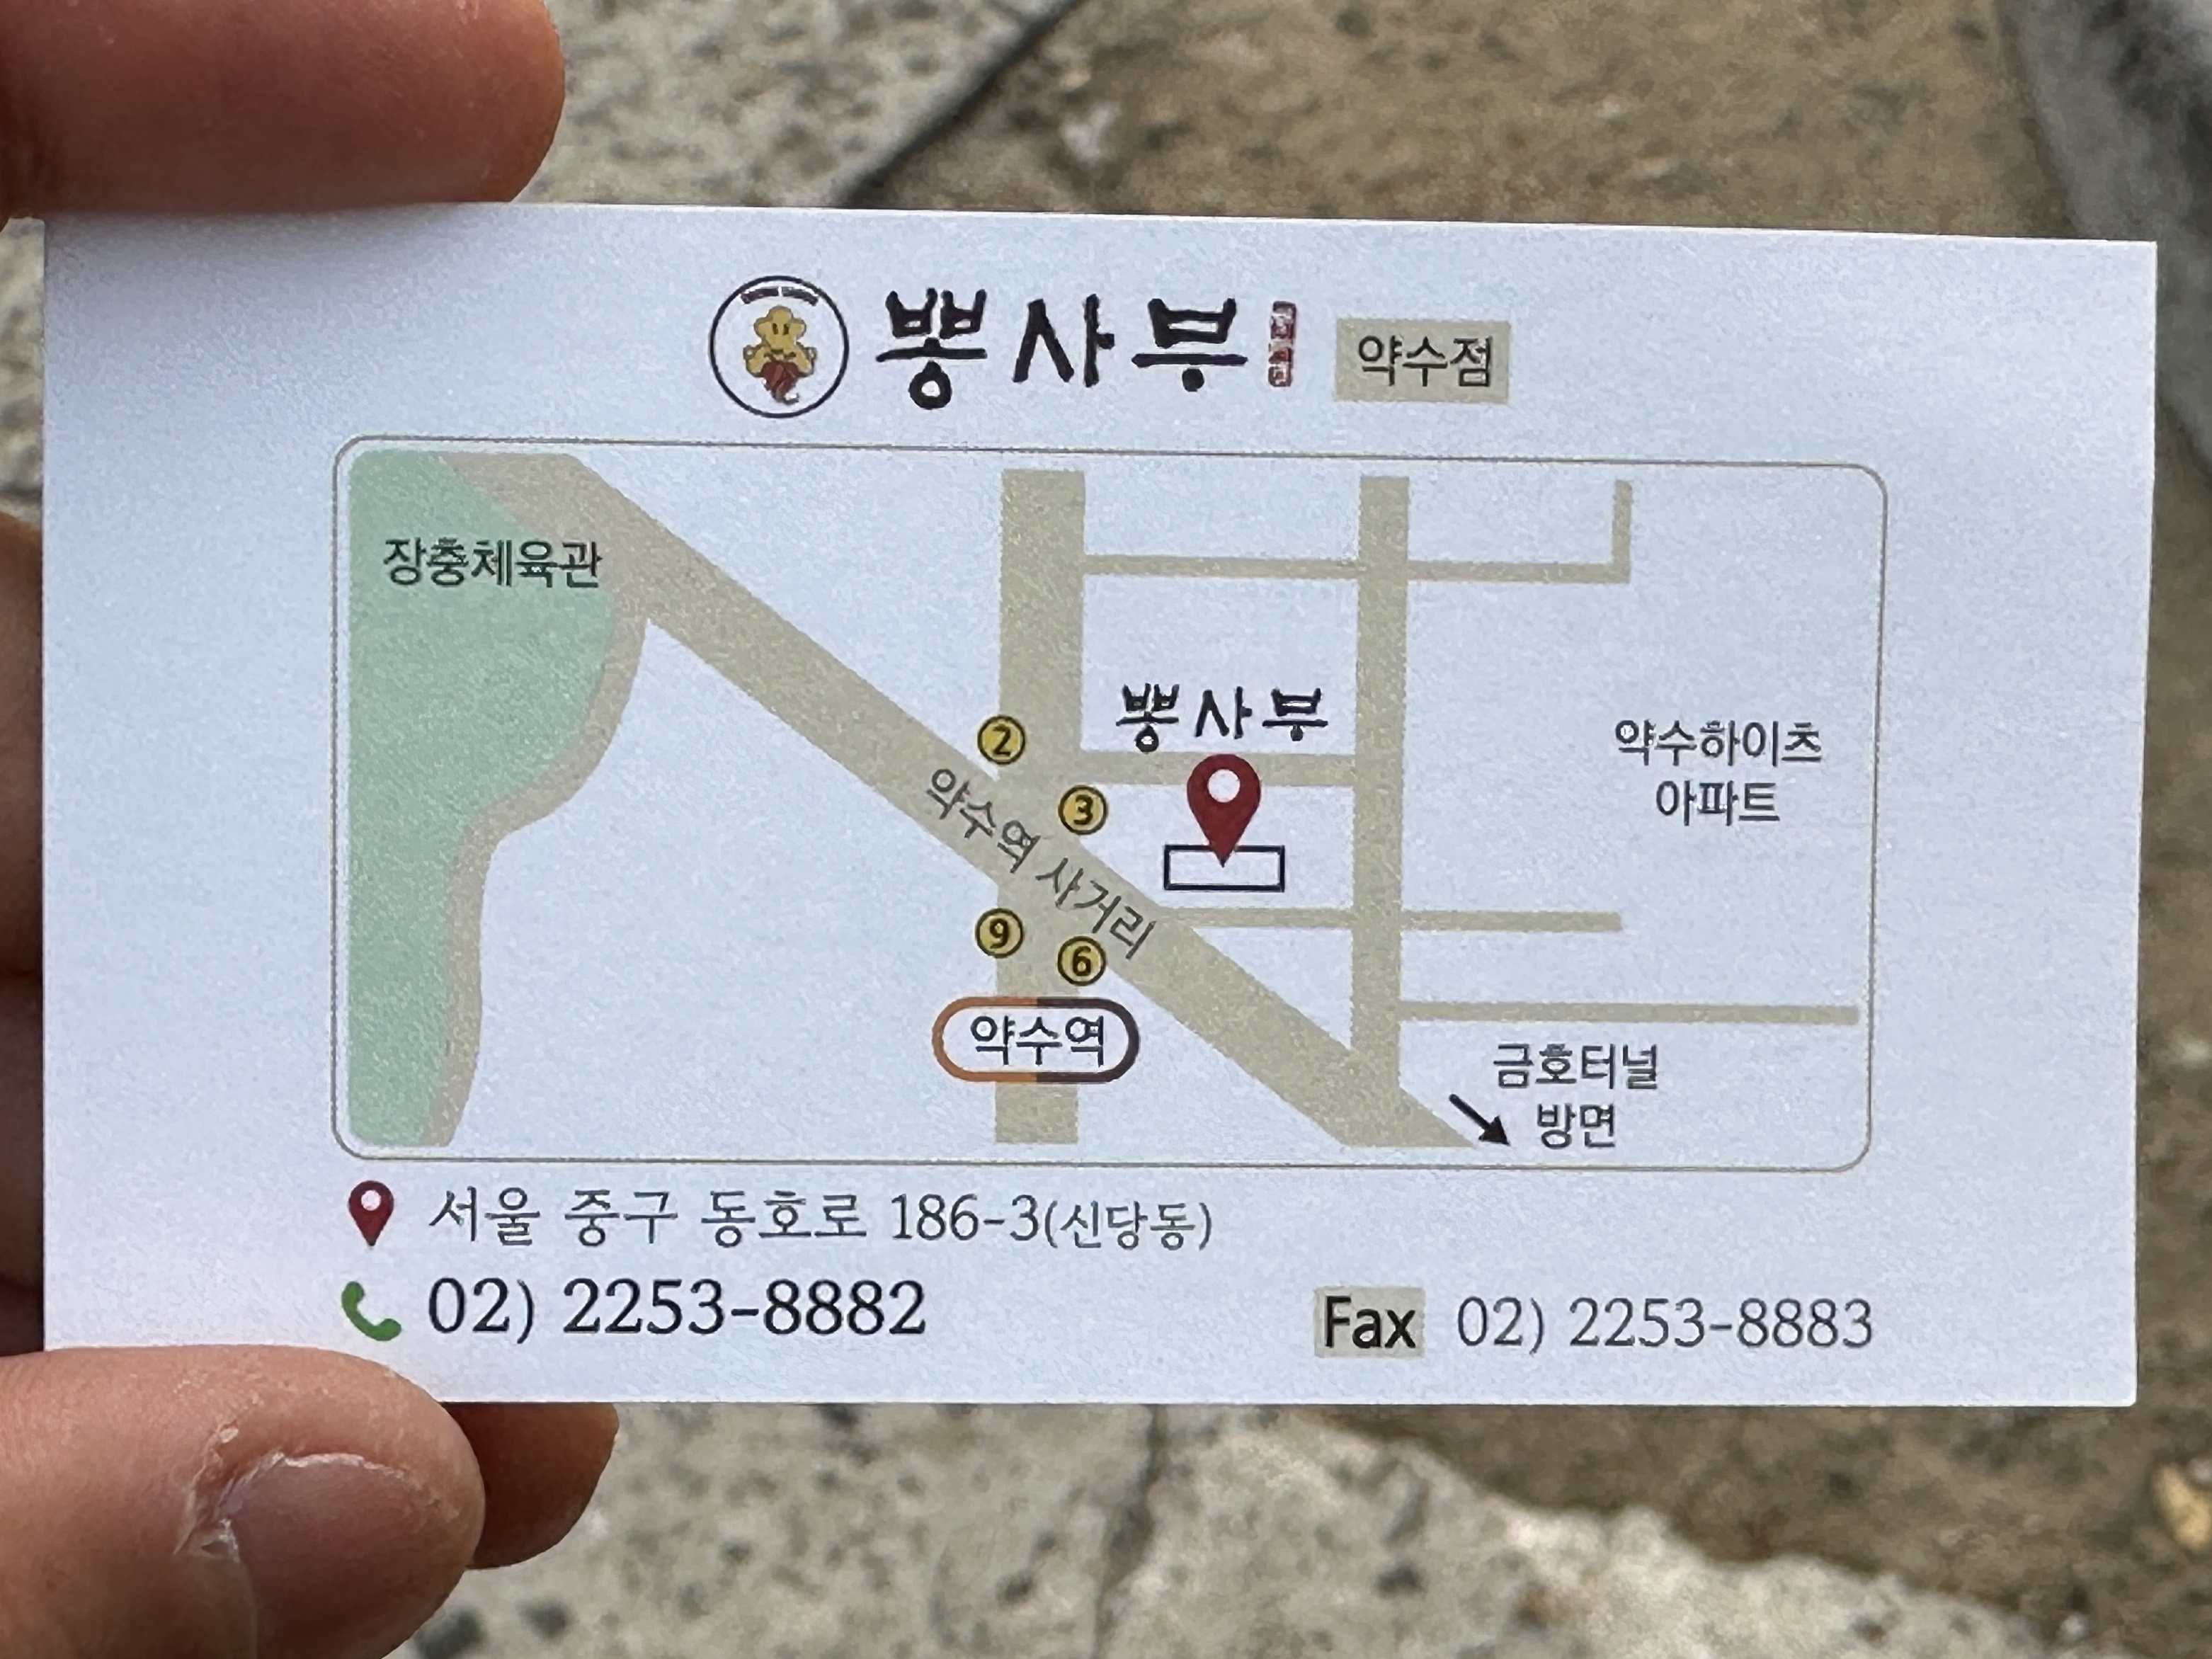 뽕사부 약수점
장충체육관
뽕사부
2
3
약수하이츠
아파트
약수역 사거리
9
6
약수역
금호터널
방면
서울 중구 동호로 186-3(신당동)
02) 2253-8882
Fax 02) 2253-8883